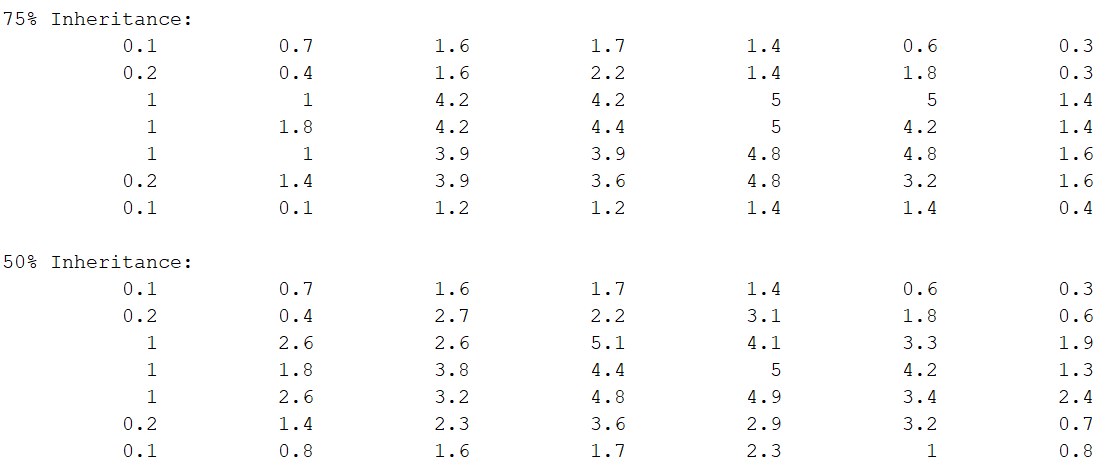 75% Inheritance:
0.1 0.7 1.6 1.7 1.4 0.6 0.3
0.2 0.4 1.6 2.2 1.4 1.8 0.3
1 1 4.2 4.2 5 5 1.4
1 1.8 4.2 4.4 5 4.2 1.4
1 1 3.9 3.9 4.8 4.8 1.6
0.2 1.4 3.9 3.6 4.8 3.2 1.6
0.1 0.1 1.2 1.2 1.4 1.4 0.4
50% Inheritance:
0.1 0.7 1.6 1.7 1.4 0.6 0.3
0.2 0.4 2.7 2.2 3.1 1.8 0.6
1 2.6 2.6 5.1 4.1 3.3 1.9
1 1.8 3.8 4.4 5 4.2 1.3
1 2.6 3.2 4.8 4.9 3.4 2.4
0.2 1.4 2.3 3.6 2.9 3.2 0.7
0.1 0.8 1.6 1.7 2.3 1 0.8